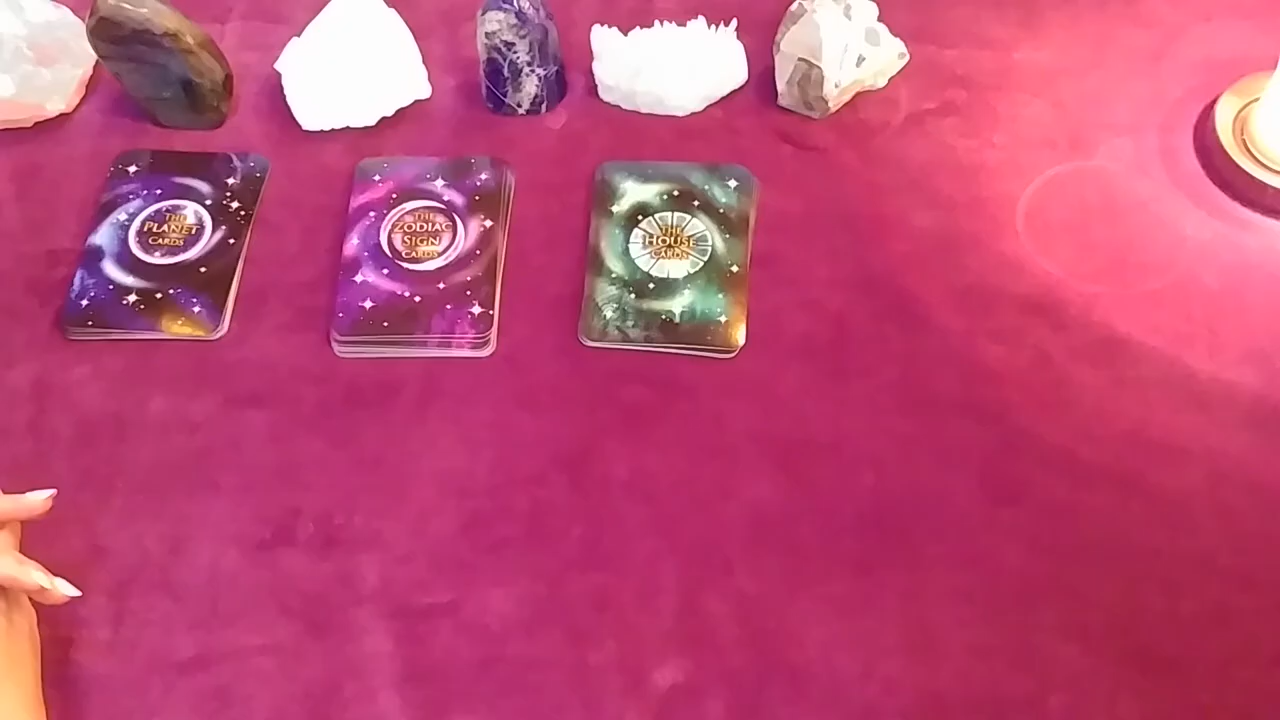 THE
PLANET
CARDS
THE
ZODIAC
SIGN
CARDS
THE
HOUSE
CARDS